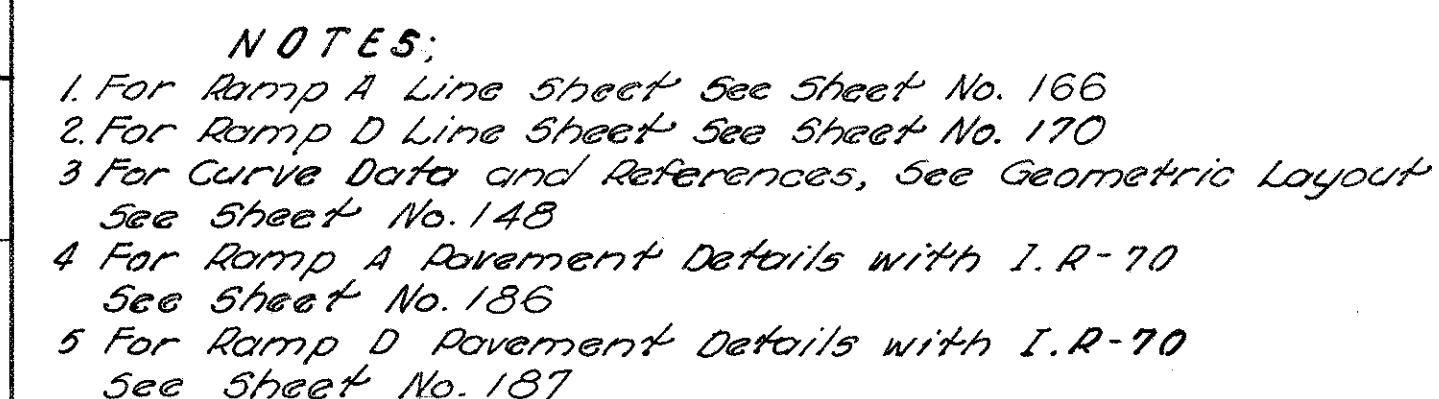 NOTES;
1. For Ramp A Line Sheet See Sheet No. 166
2. For Ramp D Line Sheet See Sheet No. 170
3 For Curve Data and References, See Geometric Layout
See Sheet No. 148
4 For Ramp A Pavement Details with I.R-70
See Sheet No. 186
5 For Ramp D Pavement Details with I.R-70
See Sheet No. 187